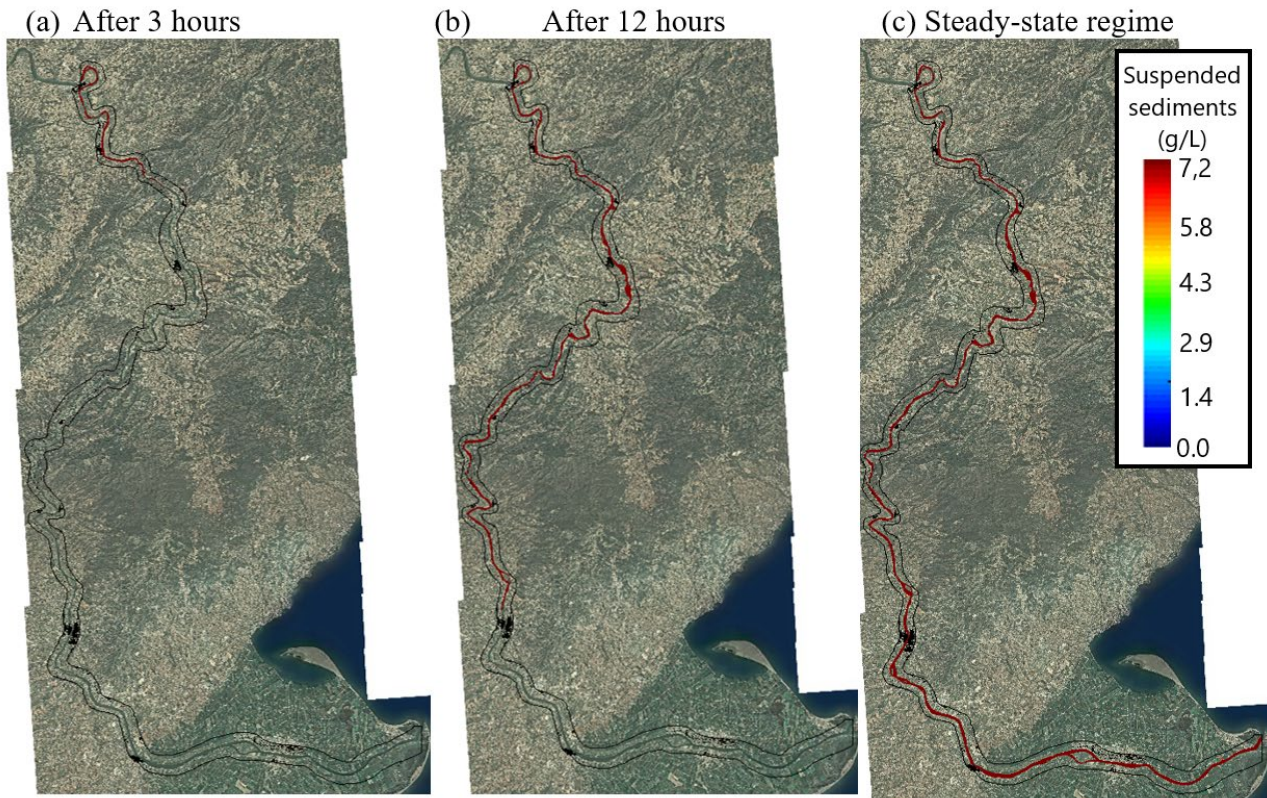 (a) After 3 hours
(b) After 12 hours
(c) Steady-state regime
Suspended
sediments
(g/L)
7,2
5.8
4.3
2.9
1.4
0.0